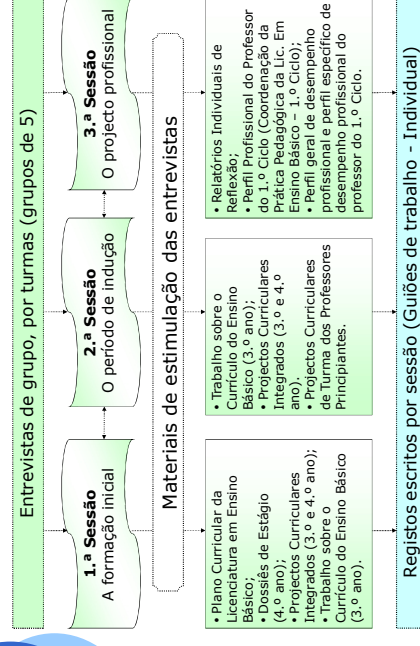 Entrevistas de grupo, por turmas (grupos de 5)
1.ª Sessão
A formação inicial
2.ª Sessão
O período de indução
3.ª Sessão
O projecto profissional
Materiais de estimulação das entrevistas
• Plano Curricular da
Licenciatura em Ensino
Básico;
• Dossiês de Estágio
(4.º ano);
• Projectos Curriculares
Integrados (3.º e 4.º ano);
• Trabalho sobre o
Currículo do Ensino Básico
(3.º ano).
• Trabalho sobre o
Currículo do Ensino
Básico (3.º ano);
• Projectos Curriculares
Integrados (3.º e 4.º
ano).
• Projectos Curriculares
de Turma dos Professores
Principiantes.
• Relatórios Individuais de
Reflexão;
• Perfil Profissional do Professor
do 1.º Ciclo (Coordenação da
Prática Pedagógica da Lic. Em
Ensino Básico – 1.º Ciclo);
• Perfil geral de desempenho
profissional e perfil específico de
desempenho profissional do
professor do 1.º Ciclo.
Registos escritos por sessão (Guiões de trabalho - Individual)